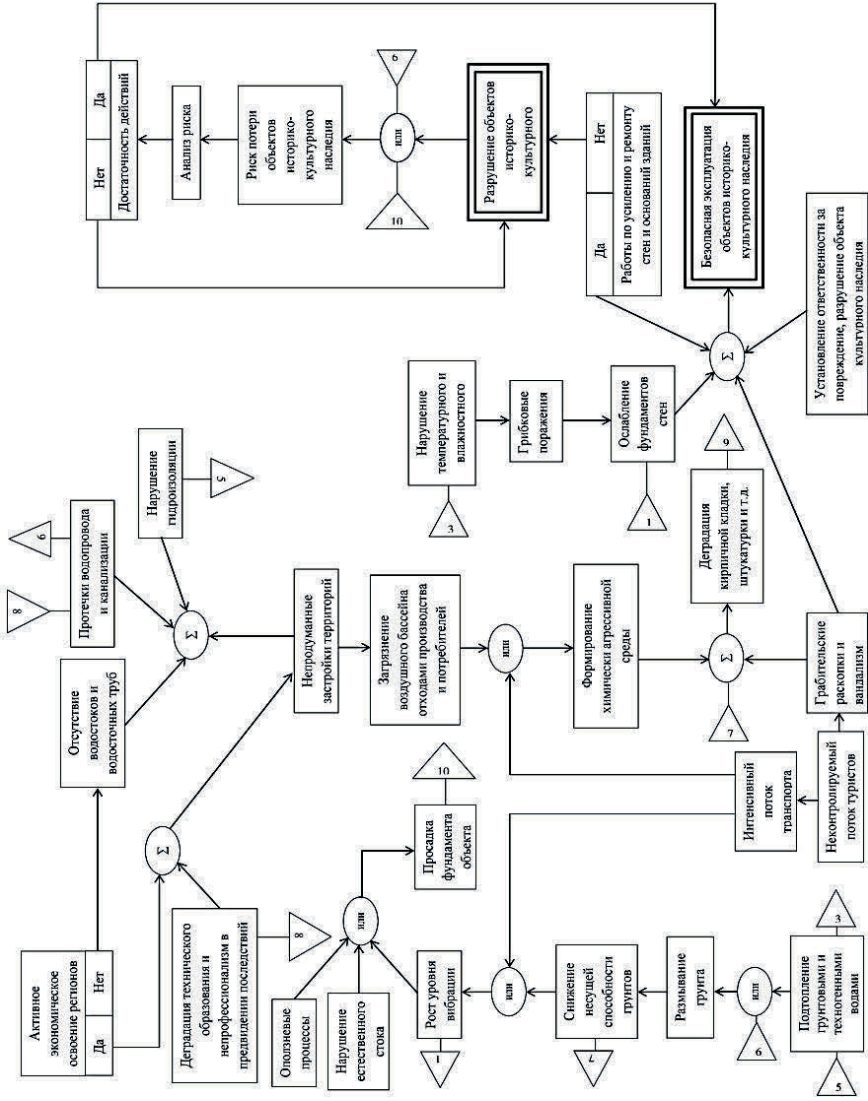 Активное
экономическое
освоение регионов
Да
Нет
Отсутствие
водостоков и
водосточных труб
Протечки водопровода
и канализации
8
6
Нарушение
гидроизоляции
5
Σ
Σ
Деградация технического
образования и
непрофессионализм в
предвидении последствий
8
Непродуманные
застройки территорий
Оползневые
процессы
Нарушение
естественного
стока
или
Просадка
фундамента
объекта
10
Рост уровня
вибрации
1
или
Снижение
несущей
способности
грунтов
7
Размывание
грунта
или
6
Подтопление
грунтовыми и
техногенными
водами
3
5
Загрязнение
воздушного бассейна
отходами производства
и потребителей
или
Формирование
химически агрессивной
среды
Σ
7
Интенсивный
поток
транспорта
Неконтролируемый
поток туристов
Грабительские
раскопки и
вандализм
Деградация
кирпичной кладки,
штукатурки и т.д.
9
Нарушение
температурного и
влажностного
3
Грибковые
поражения
Ослабление
фундаментов
стен
1
Σ
Нет
Да
Достаточность действий
Анализ риска
Риск потери
объектов
историко-
культурного
наследия
или
10
6
Разрушение объектов
историко-
культурного
Да
Нет
Работы по усилению и ремонту
стен и оснований зданий
Безопасная эксплуатация
объектов историко-
культурного наследия
Установление ответственности за
повреждение, разрушение объекта
культурного наследия